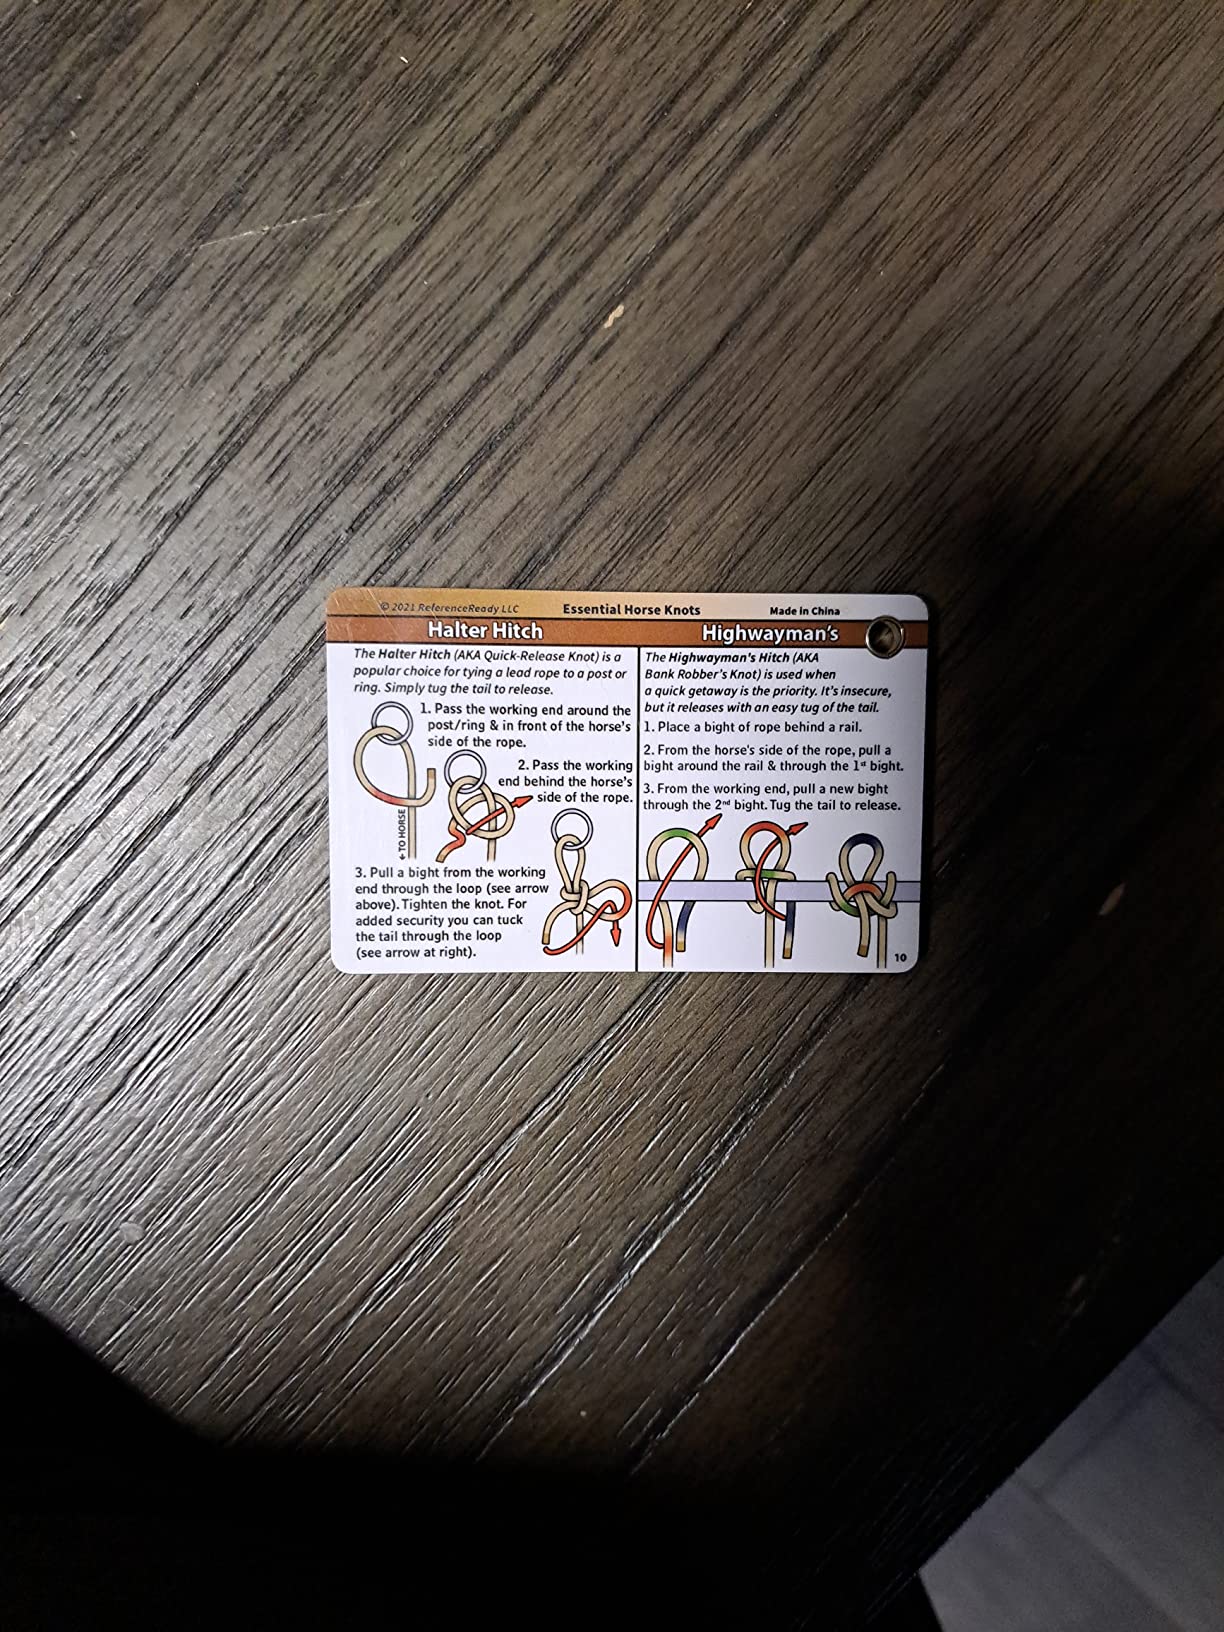 © 2021 ReferenceReady LLC
Essential Horse Knots
Made in China
Halter Hitch
The Halter Hitch (AKA Quick-Release Knot) is a
popular choice for tying a lead rope to a post or
ring. Simply tug the tail to release.
1. Pass the working end around the
post/ring & in front of the horse's
side of the rope.
2. Pass the working
end behind the horse's
side of the rope.
←TO HORSE
3. Pull a bight from the working
end through the loop (see arrow
above). Tighten the knot. For
added security you can tuck
the tail through the loop
(see arrow at right).
Highwayman's
The Highwayman's Hitch (AKA
Bank Robber's Knot) is used when
a quick getaway is the priority. It's insecure,
but it releases with an easy tug of the tail.
1. Place a bight of rope behind a rail.
2. From the horse's side of the rope, pull a
bight around the rail & through the 1st bight.
3. From the working end, pull a new bight
through the 2nd bight. Tug the tail to release.
10